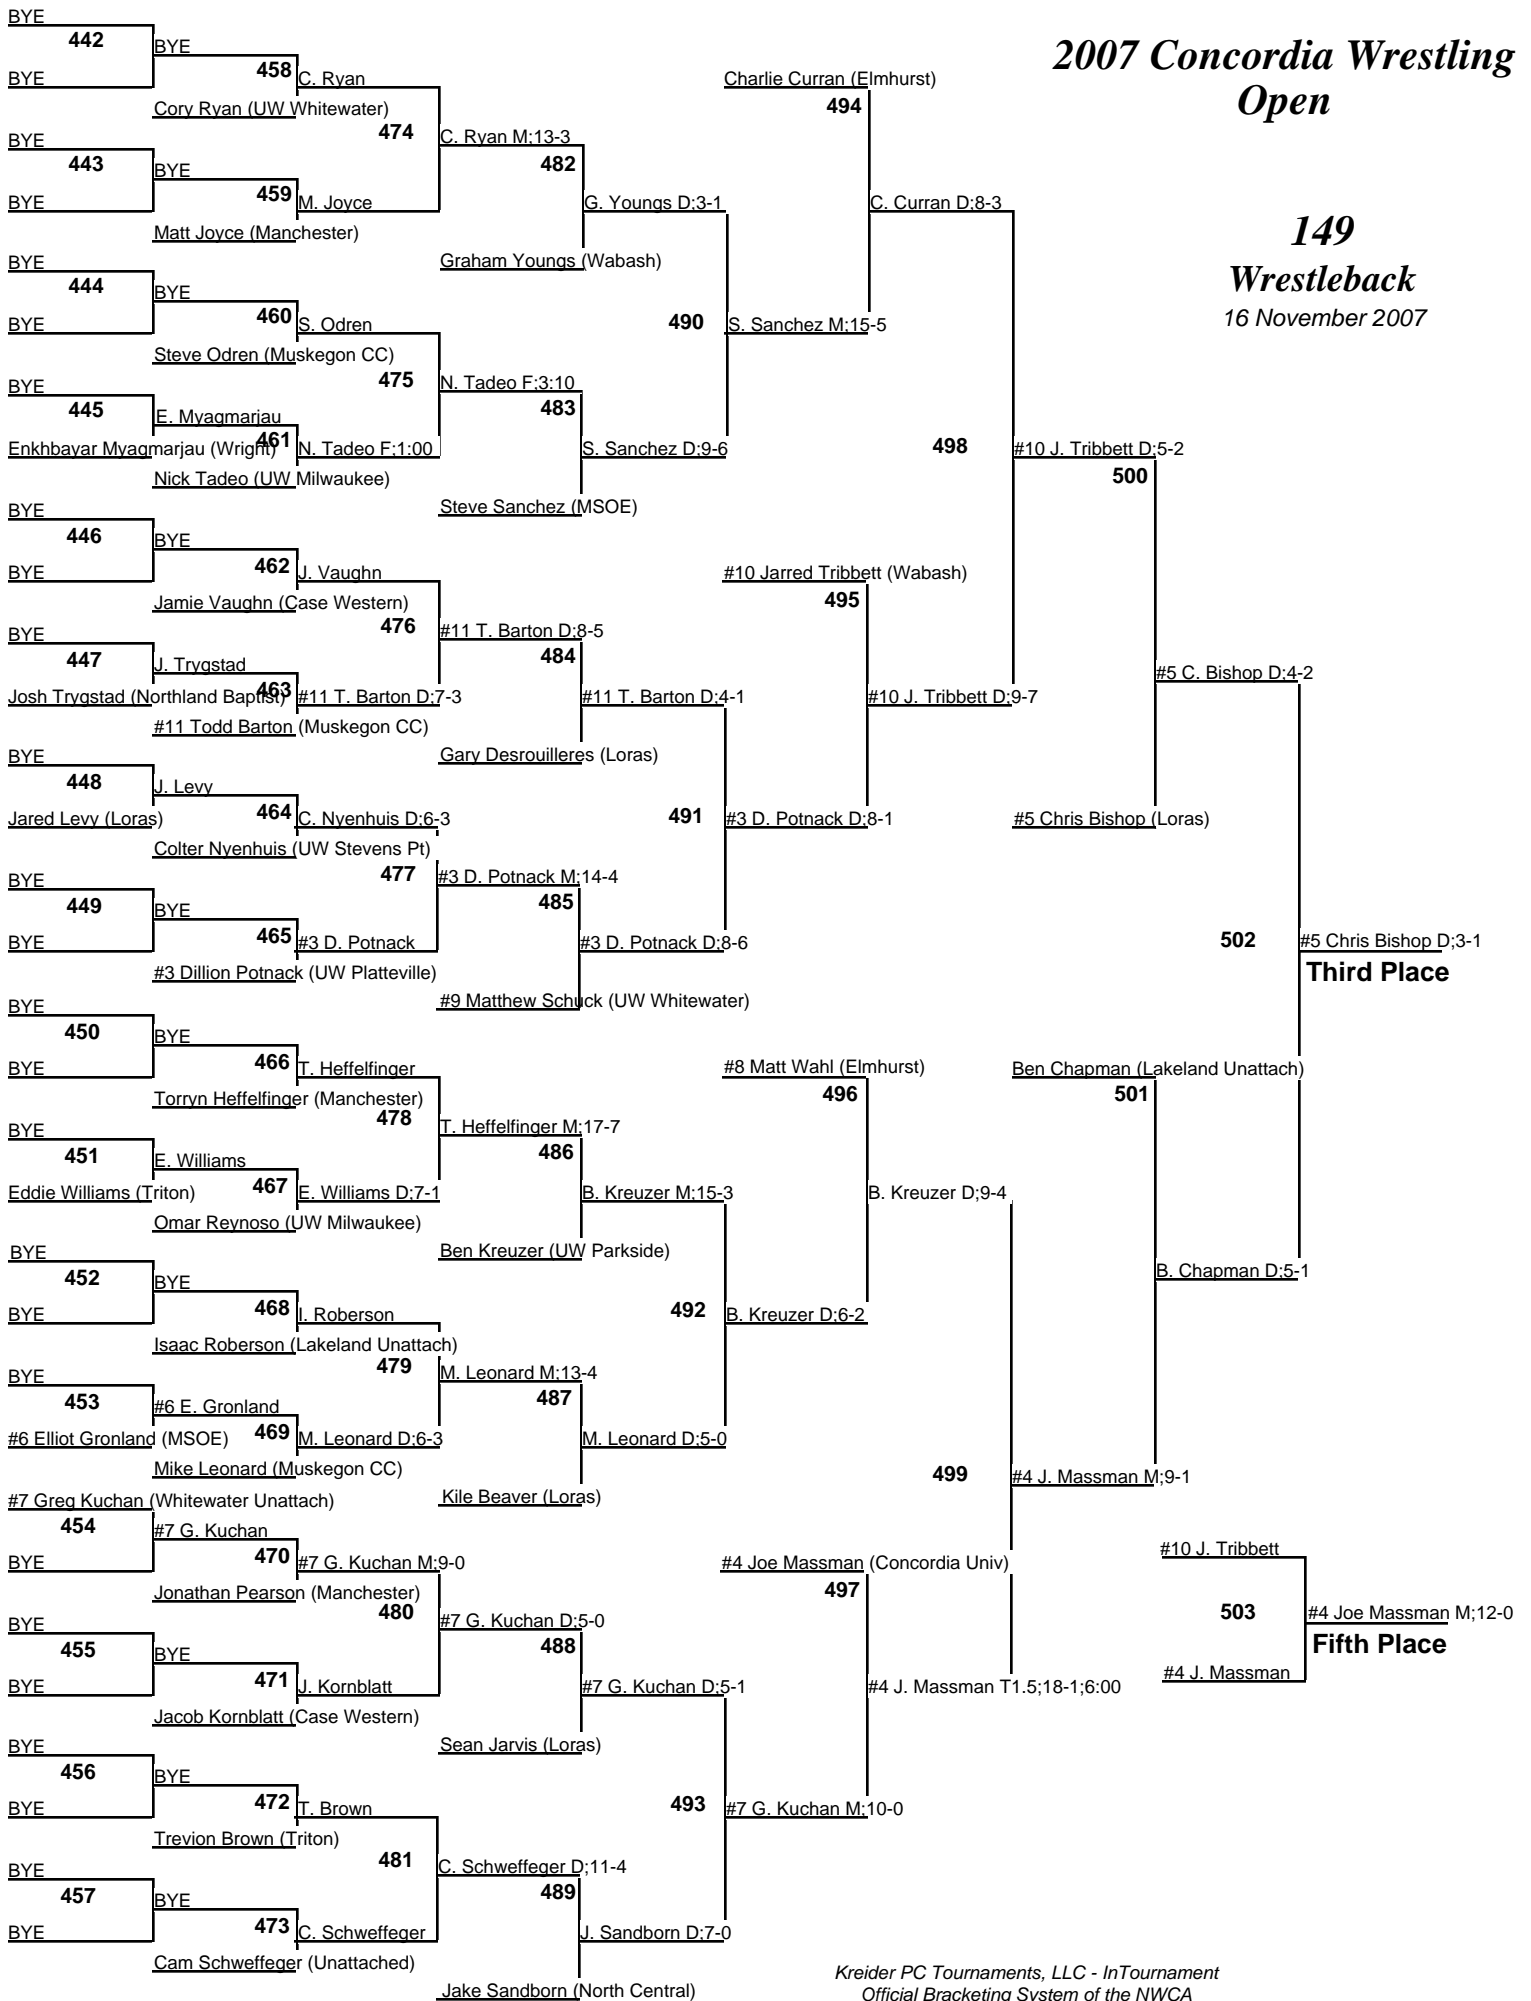 2007 Concordia Wrestling
Open
149
Wrestleback
16 November 2007
BYE
442
BYE
BYE
458
C. Ryan
Cory Ryan (UW Whitewater)
474
BYE
443
BYE
BYE
459
M. Joyce
Matt Joyce (Manchester)
C. Ryan M;13-3
482
G. Youngs D;3-1
Graham Youngs (Wabash)
BYE
444
BYE
BYE
460
S. Odren
Steve Odren (Muskegon CC)
475
BYE
445
E. Myagmarjau
Enkhbayar Myagmarjau (Wright)
461
N. Tadeo F;1:00
Nick Tadeo (UW Milwaukee)
N. Tadeo F;3:10
483
S. Sanchez D;9-6
Steve Sanchez (MSOE)
490
S. Sanchez M;15-5
Charlie Curran (Elmhurst)
494
C. Curran D;8-3
BYE
446
BYE
BYE
462
J. Vaughn
Jamie Vaughn (Case Western)
476
BYE
447
J. Trygstad
Josh Trygstad (Northland Baptist)
463
#11 T. Barton D;7-3
#11 Todd Barton (Muskegon CC)
#11 T. Barton D;8-5
484
#11 T. Barton D;4-1
Gary Desrouilleres (Loras)
BYE
448
J. Levy
Jared Levy (Loras)
464
C. Nyenhuis D;6-3
Colter Nyenhuis (UW Stevens Pt)
477
BYE
449
BYE
BYE
465
#3 D. Potnack
#3 Dillion Potnack (UW Platteville)
#3 D. Potnack M;14-4
485
#3 D. Potnack D;8-6
#9 Matthew Schuck (UW Whitewater)
491
#3 D. Potnack D;8-1
#10 Jarred Tribbett (Wabash)
495
#10 J. Tribbett D;9-7
498
#10 J. Tribbett D;5-2
500
#5 C. Bishop D;4-2
#5 Chris Bishop (Loras)
502
#5 Chris Bishop D;3-1
Third Place
BYE
450
BYE
BYE
466
T. Heffelfinger
Torryn Heffelfinger (Manchester)
478
BYE
451
E. Williams
Eddie Williams (Triton)
467
E. Williams D;7-1
Omar Reynoso (UW Milwaukee)
T. Heffelfinger M;17-7
486
B. Kreuzer M;15-3
Ben Kreuzer (UW Parkside)
BYE
452
BYE
BYE
468
I. Roberson
Isaac Roberson (Lakeland Unattach)
479
BYE
453
#6 E. Gronland
#6 Elliot Gronland (MSOE)
469
M. Leonard D;6-3
Mike Leonard (Muskegon CC)
M. Leonard M;13-4
487
M. Leonard D;5-0
Kile Beaver (Loras)
492
B. Kreuzer D;6-2
#8 Matt Wahl (Elmhurst)
496
B. Kreuzer D;9-4
Ben Chapman (Lakeland Unattach)
501
B. Chapman D;5-1
499
#4 J. Massman M;9-1
#7 Greg Kuchan (Whitewater Unattach)
454
#7 G. Kuchan
BYE
470
#7 G. Kuchan M;9-0
Jonathan Pearson (Manchester)
480
BYE
455
BYE
BYE
471
J. Kornblatt
Jacob Kornblatt (Case Western)
#7 G. Kuchan D;5-0
488
#7 G. Kuchan D;5-1
Sean Jarvis (Loras)
BYE
456
BYE
BYE
472
T. Brown
Trevion Brown (Triton)
481
BYE
457
BYE
BYE
473
C. Schweffeger
Cam Schweffeger (Unattached)
C. Schweffeger D;11-4
489
J. Sandborn D;7-0
Jake Sandborn (North Central)
493
#7 G. Kuchan M;10-0
#4 Joe Massman (Concordia Univ)
497
#4 J. Massman T1.5;18-1;6:00
#10 J. Tribbett
503
#4 Joe Massman M;12-0
Fifth Place
#4 J. Massman
Kreider PC Tournaments, LLC - InTournament
Official Bracketing System of the NWCA